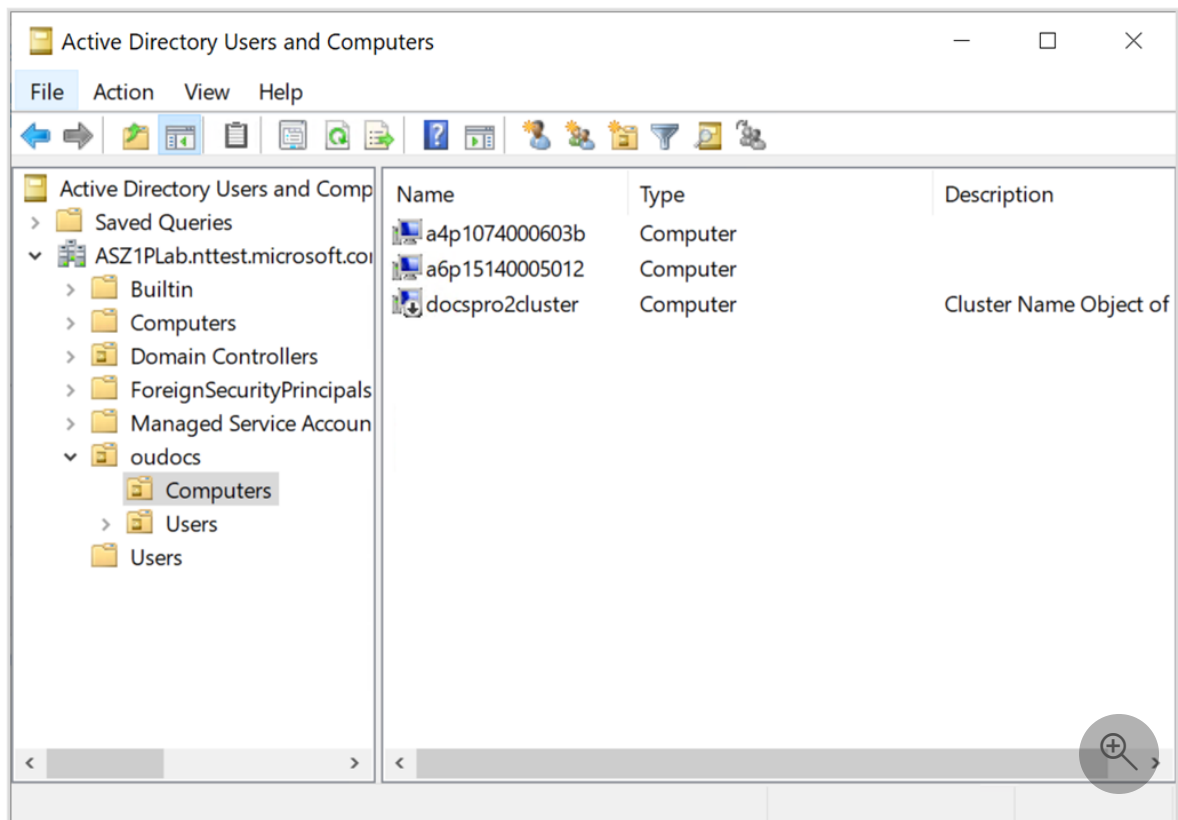 Active Directory Users and Computers
File Action View Help
Active Directory Users and Comp
Saved Queries
ASZ1PLab.nttest.microsoft.co
Builtin
Computers
Domain Controllers
ForeignSecurityPrincipals
Managed Service Accoun
oudocs
Computers
Users
Users
Name Type Description
a4p1074000603b Computer
a6p15140005012 Computer
docspro2cluster Computer Cluster Name Object of